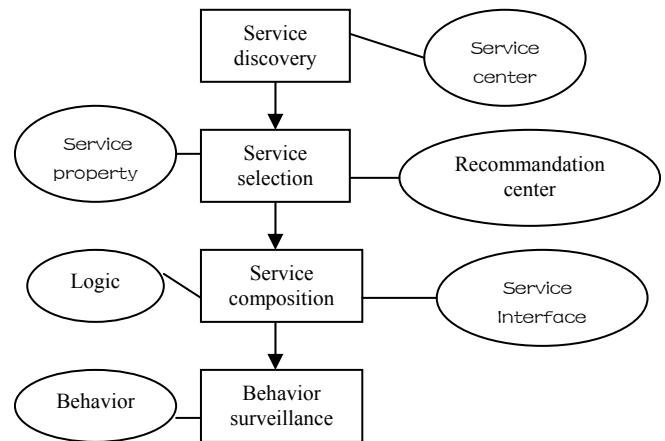 Service
discovery
Service
center
Service
property
Service
selection
Recommandation
center
Logic
Service
composition
Service
Interface
Behavior
Behavior
surveillance